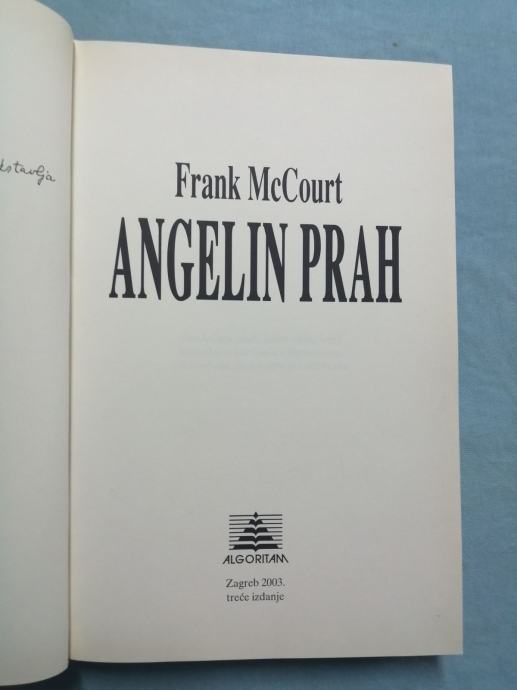 Frank McCourt
ANGELIN PRAH
ALGORITAM
Zagreb 2003.
treće izdanje